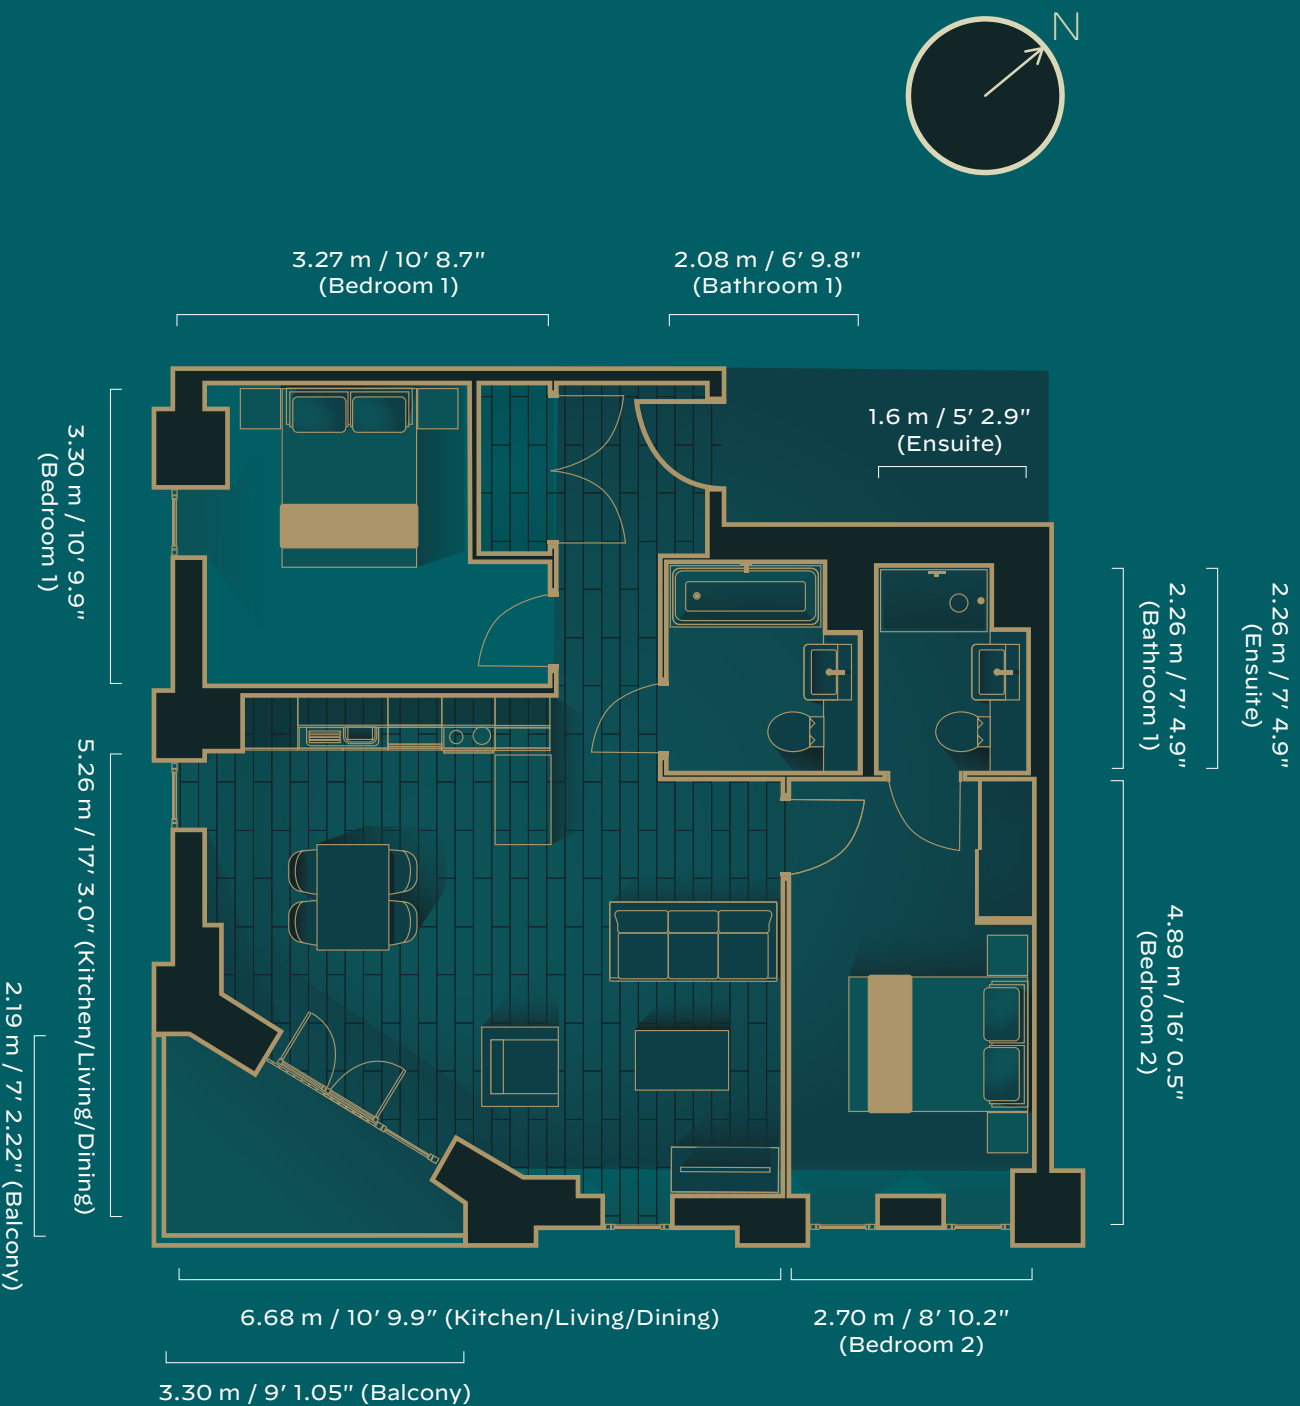 N
3.27 m / 10′ 8.7″
(Bedroom 1)
2.08 m / 6′ 9.8″
(Bathroom 1)
1.6 m / 5′ 2.9″
(Ensuite)
3.30 m / 10′ 9.9″
(Bedroom 1)
2.26 m / 7′ 4.9″
(Bathroom 1)
2.26 m / 7′ 4.9″
(Ensuite)
5.26 m / 17′ 3.0″ (Kitchen/Living/Dining)
4.89 m / 16′ 0.5″
(Bedroom 2)
2.19 m / 7′ 2.22″ (Balcony)
6.68 m / 10′ 9.9″ (Kitchen/Living/Dining)
2.70 m / 8′ 10.2″
(Bedroom 2)
3.30 m / 9′ 1.05″ (Balcony)